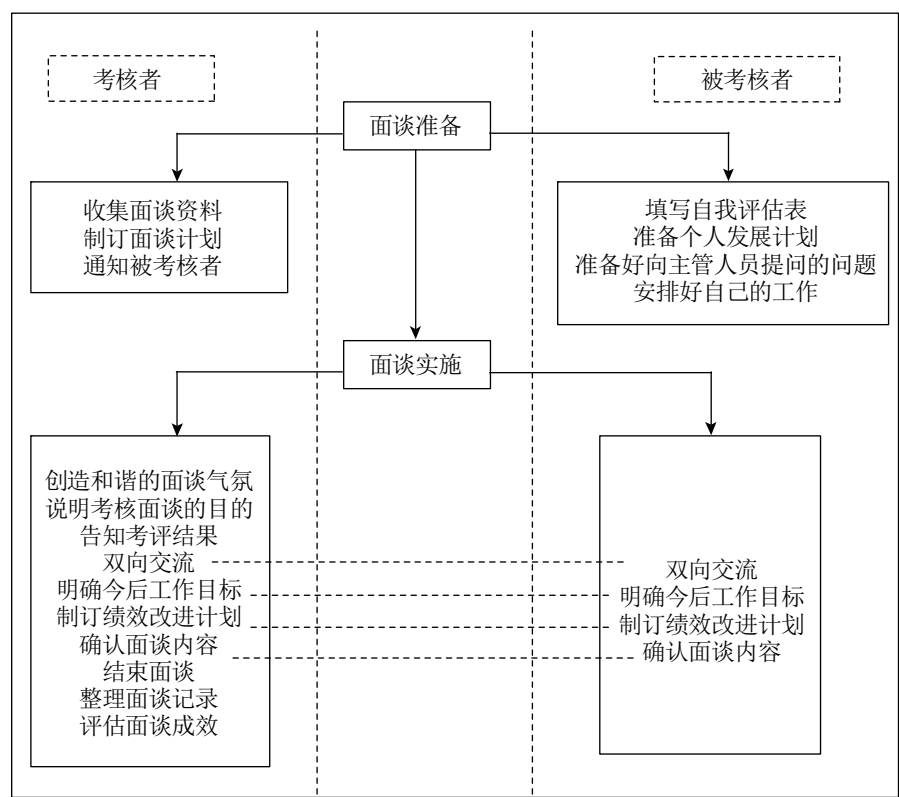 考核者
被考核者
面谈准备
收集面谈资料
制订面谈计划
通知被考核者
填写自我评估表
准备个人发展计划
准备好向主管人员提问的问题
安排好自己的工作
面谈实施
创造和谐的面谈气氛
说明考核面谈的目的
告知考评结果
双向交流
明确今后工作目标
制订绩效改进计划
确认面谈内容
结束面谈
整理面谈记录
评估面谈成效
双向交流
明确今后工作目标
制订绩效改进计划
确认面谈内容